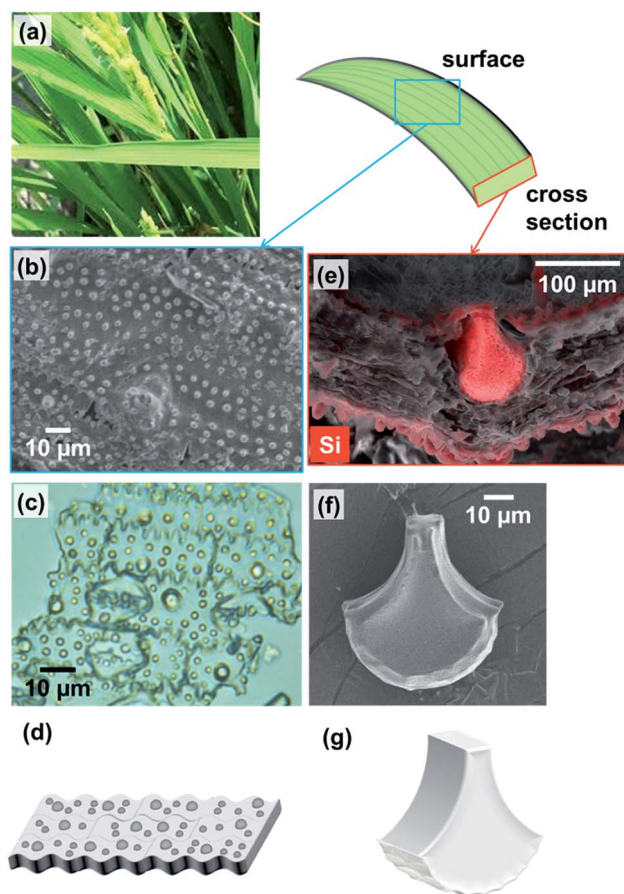 (a)
surface
cross
section
(b)
10 µm
(e)
100 µm
Si
(c)
10 µm
(f)
10 µm
(d)
(g)